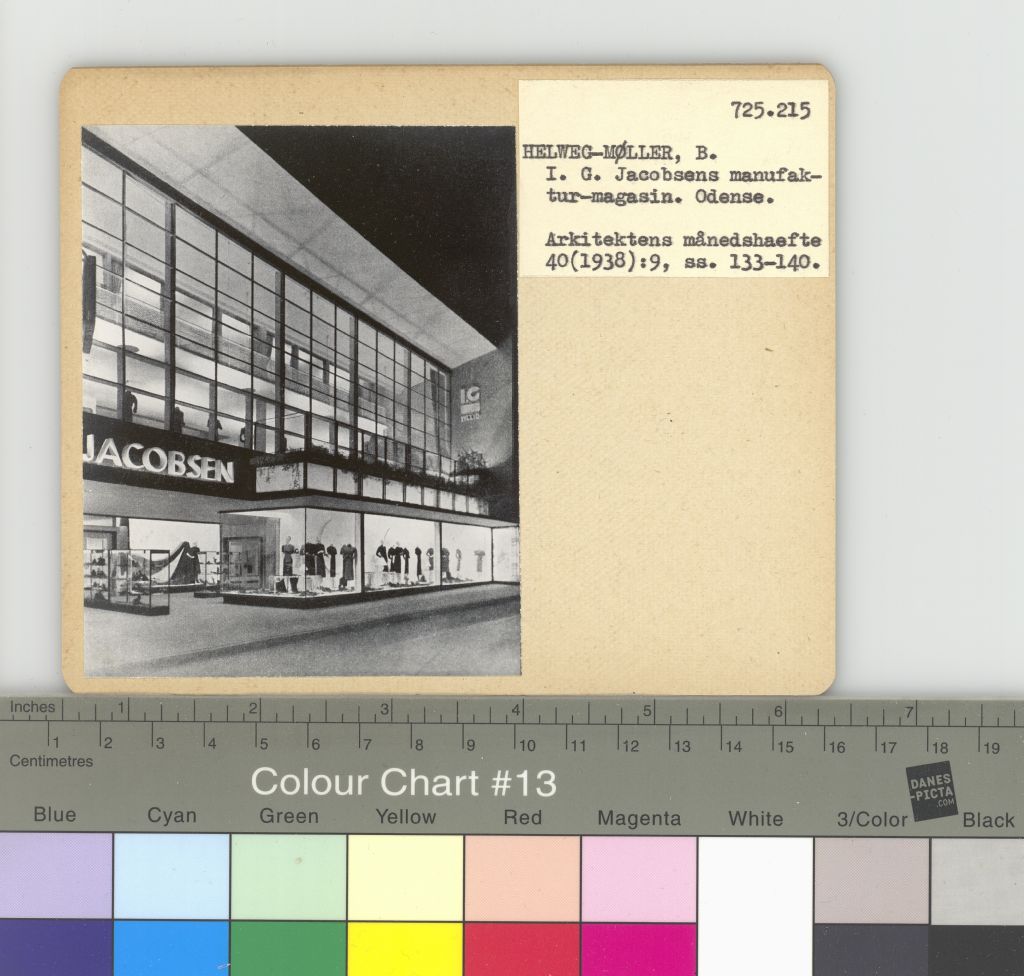 725.215
HELWEG-MØLLER, B.
I. G. Jacobsens manufak-
tur-magasin. Odense.
Arkitektens månedshaefte
40(1938):9, ss. 133-140.
I.G
JACOBSEN
Inches 1 2 3 4 5 6 7
1 2 3 4 5 6 7 8 9 10 11 12 13 14 15 16 17 18 19
Centimetres
Colour Chart #13
DANES
-PICTA
.COM
Blue Cyan Green Yellow Red Magenta White 3/Color Black